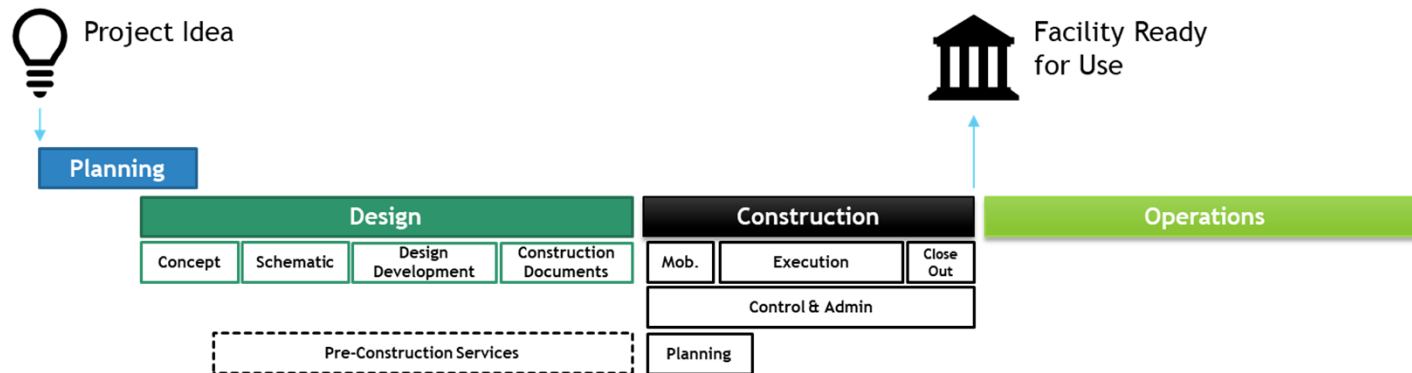 Project Idea
Facility Ready
for Use
Planning
Design
Construction
Operations
Concept
Schematic
Design
Development
Construction
Documents
Mob.
Execution
Close
Out
Control & Admin
Pre-Construction Services
Planning